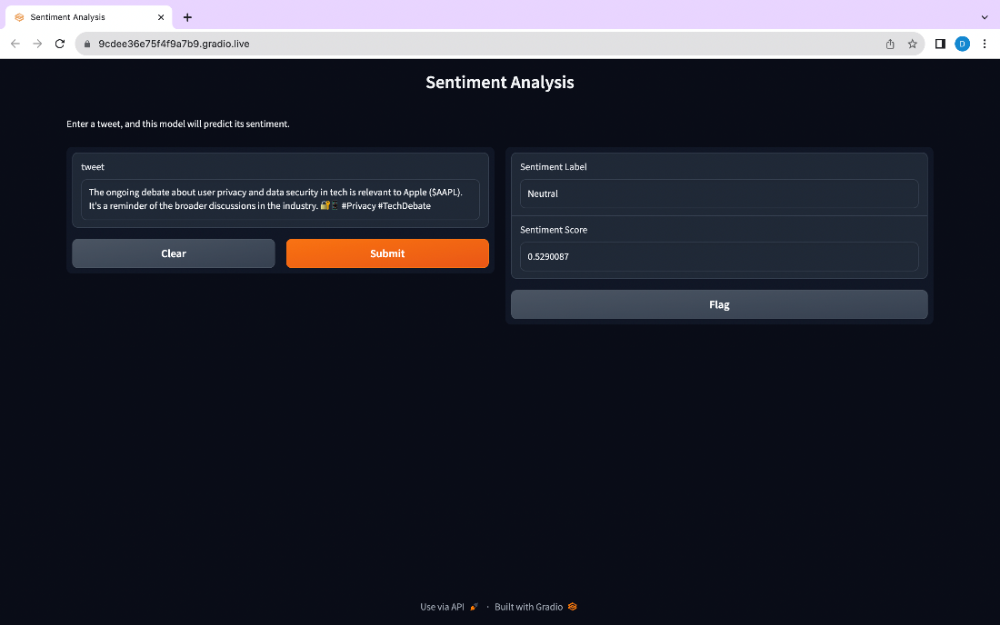 Sentiment Analysis
9cdee36e75f4f9a7b9.gradio.live
D
Sentiment Analysis
Enter a tweet, and this model will predict its sentiment.
tweet
The ongoing debate about user privacy and data security in tech is relevant to Apple ($AAPL).
It's a reminder of the broader discussions in the industry. 🔐📱 #Privacy #TechDebate
Clear
Submit
Sentiment Label
Neutral
Sentiment Score
0.5290087
Flag
Use via API 🚀 · Built with Gradio